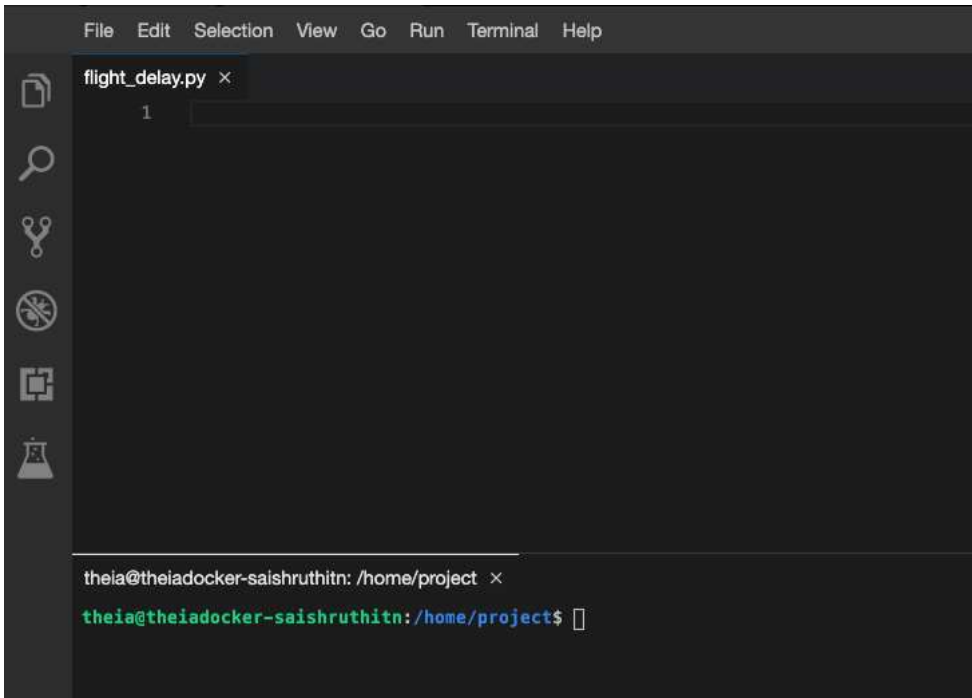 File Edit Selection View Go Run Terminal Help
flight_delay.py ×
1
theia@theiadocker-saishruthitn: /home/project ×
theia@theiadocker-saishruthitn:/home/project$